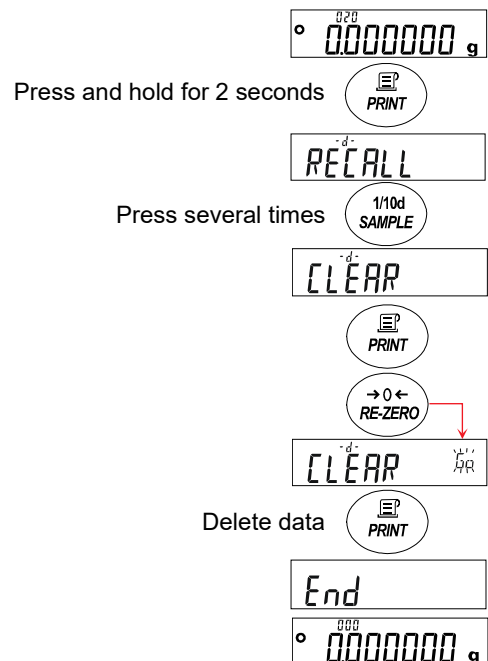 020
0.000000 g
Press and hold for 2 seconds
PRINT
-d-
RECALL
Press several times
1/10d
SAMPLE
-d-
CLEAR
PRINT
→0←
RE-ZERO
-d-
CLEAR
Delete data
PRINT
End
000
0.000000 g